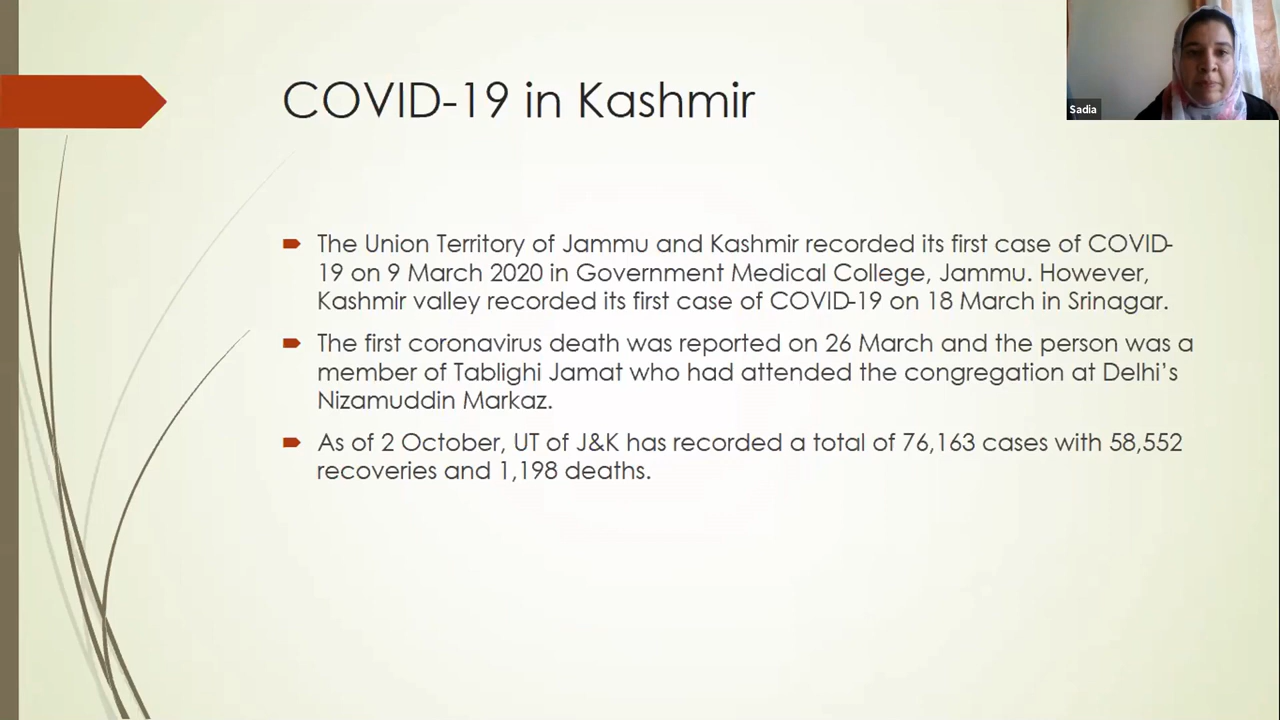 COVID-19 in Kashmir
Sadia
The Union Territory of Jammu and Kashmir recorded its first case of COVID-
19 on 9 March 2020 in Government Medical College, Jammu. However,
Kashmir valley recorded its first case of COVID-19 on 18 March in Srinagar.
The first coronavirus death was reported on 26 March and the person was a
member of Tablighi Jamat who had attended the congregation at Delhi’s
Nizamuddin Markaz.
As of 2 October, UT of J&K has recorded a total of 76,163 cases with 58,552
recoveries and 1,198 deaths.